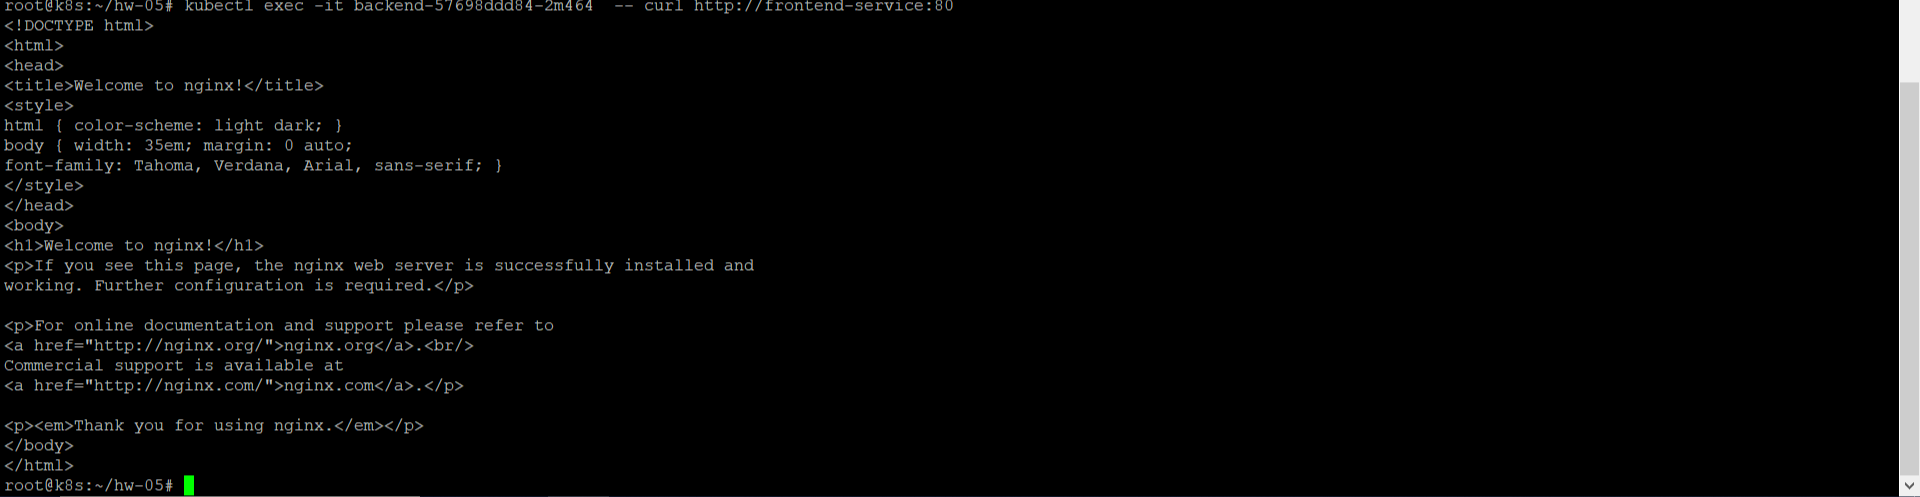 root@k8s:~/hw-05# kubectl exec -it backend-57698ddd84-2m464  -- curl http://frontend-service:80
<!DOCTYPE html>
<html>
<head>
<title>Welcome to nginx!</title>
<style>
html { color-scheme: light dark; }
body { width: 35em; margin: 0 auto;
font-family: Tahoma, Verdana, Arial, sans-serif; }
</style>
</head>
<body>
<h1>Welcome to nginx!</h1>
<p>If you see this page, the nginx web server is successfully installed and
working. Further configuration is required.</p>

<p>For online documentation and support please refer to
<a href="http://nginx.org/">nginx.org</a>.<br/>
Commercial support is available at
<a href="http://nginx.com/">nginx.com</a>.</p>

<p><em>Thank you for using nginx.</em></p>
</body>
</html>
root@k8s:~/hw-05#